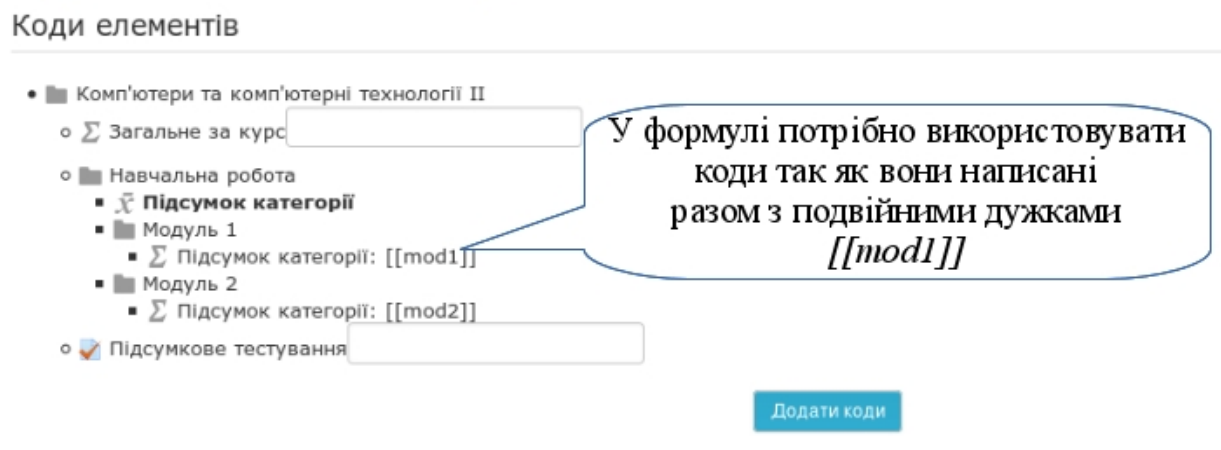 Коди елементів
Комп'ютери та комп'ютерні технології II
Загальне за курс
Навчальна робота
Підсумок категорії
Модуль 1
Підсумок категорії: [[mod1]]
Модуль 2
Підсумок категорії: [[mod2]]
Підсумкове тестування
У формулі потрібно використовувати
коди так як вони написані
разом з подвійними дужками
[[mod1]]
Додати коди